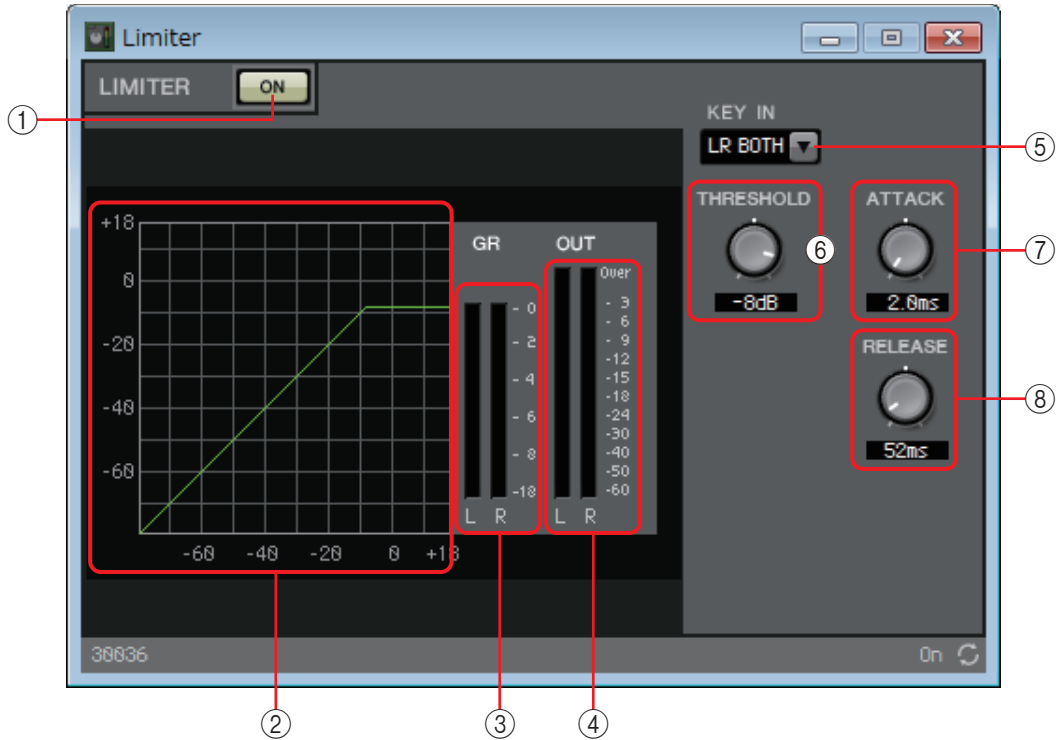 Limiter
LIMITER ON
①
KEY IN
LR BOTH
⑤
THRESHOLD
⑥
-8dB
ATTACK
⑦
2.0ms
RELEASE
⑧
52ms
+18
0
-20
-40
-60
-60 -40 -20 0 +18
GR
- 0
- 2
- 4
- 6
- 8
-18
L R
OUT
Over
- 3
- 6
- 9
-12
-15
-18
-24
-30
-40
-50
-60
L R
30036
On
②
③
④